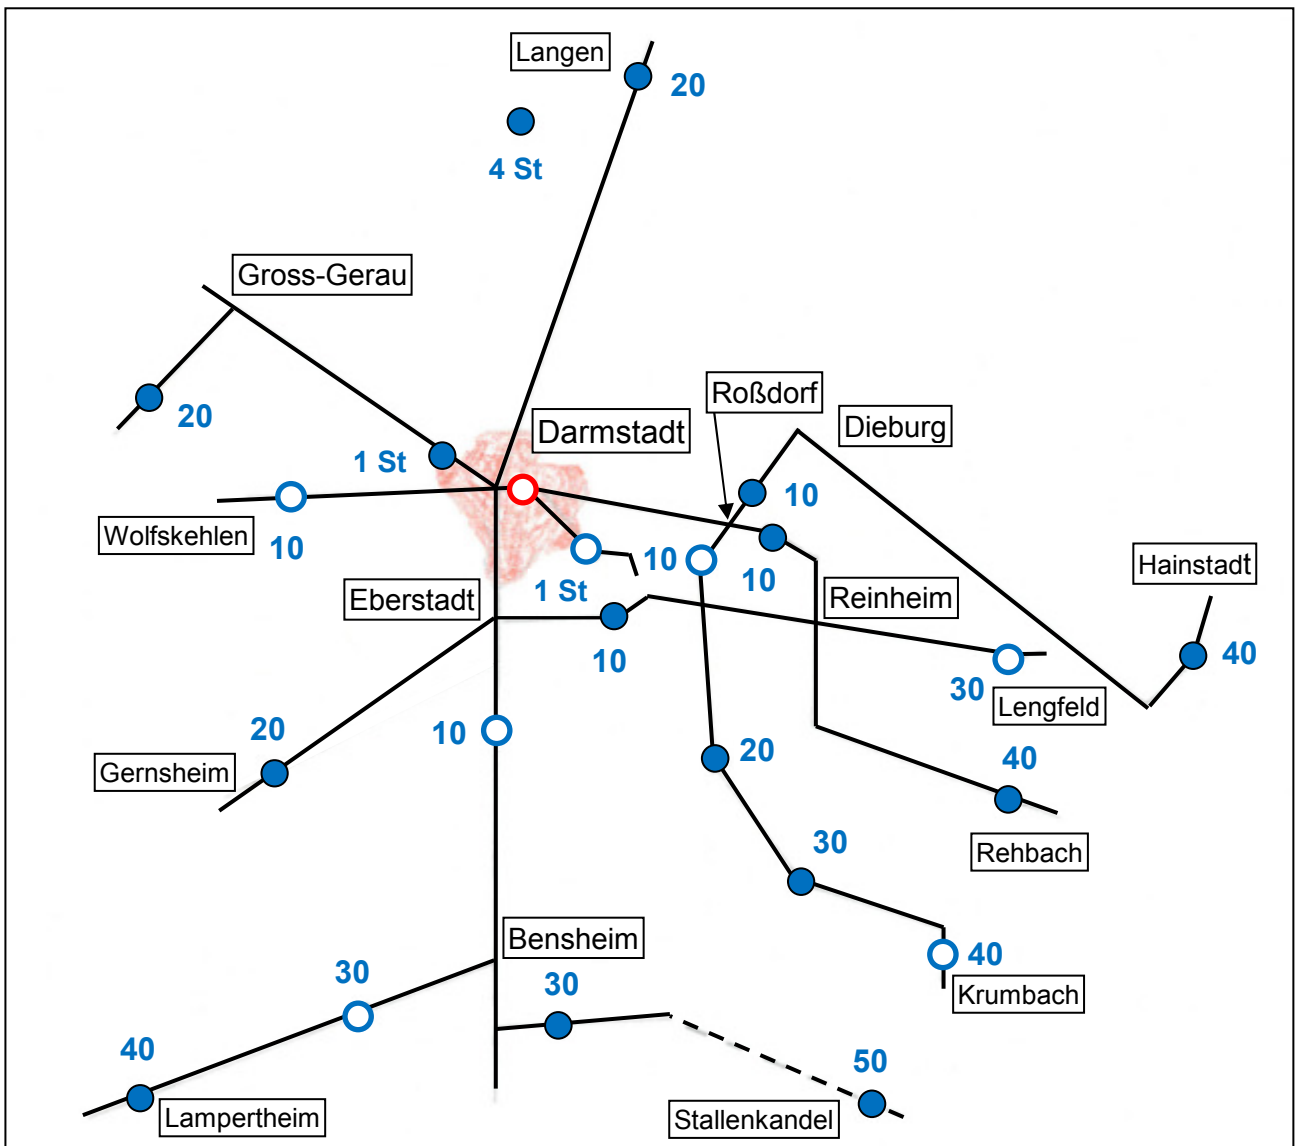 Langen
20
4 St
Gross-Gerau
20
Roßdorf
Darmstadt
Dieburg
1 St
10
Wolfskehlen
10
10
10
Hainstadt
1 St
Eberstadt
Reinheim
10
40
30
Lengfeld
20
10
20
Gernsheim
40
30
Rehbach
Bensheim
30
30
40
Krumbach
40
50
Lampertheim
Stallenkandel